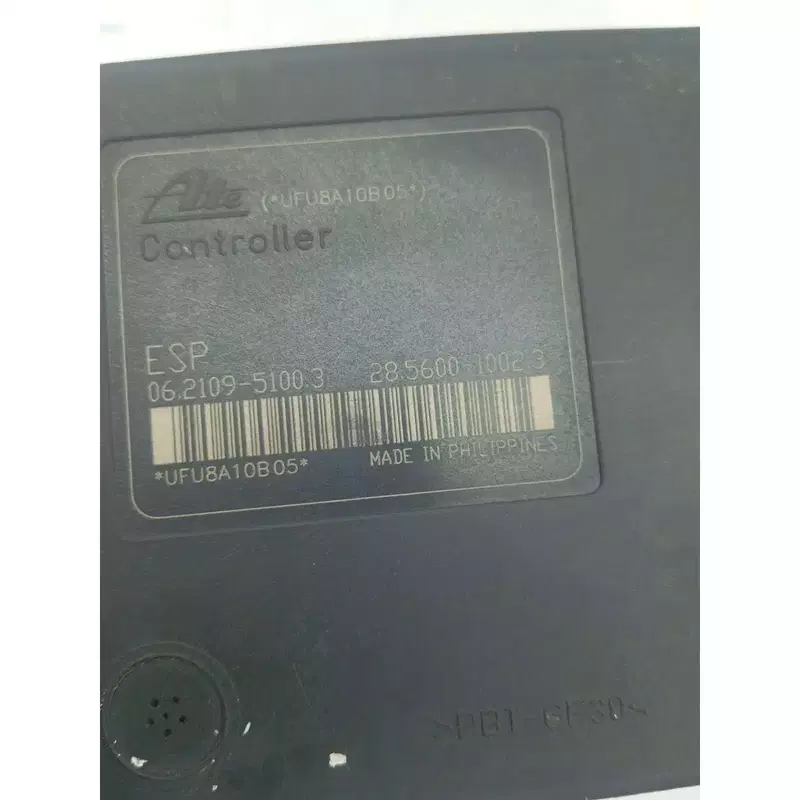 Ate (*UFU8A10B05*)
Controller
ESP
06.2109-5100.3 28.5600-1002.3
*UFU8A10B05* MADE IN PHILIPPINES
>PBT-GF30<